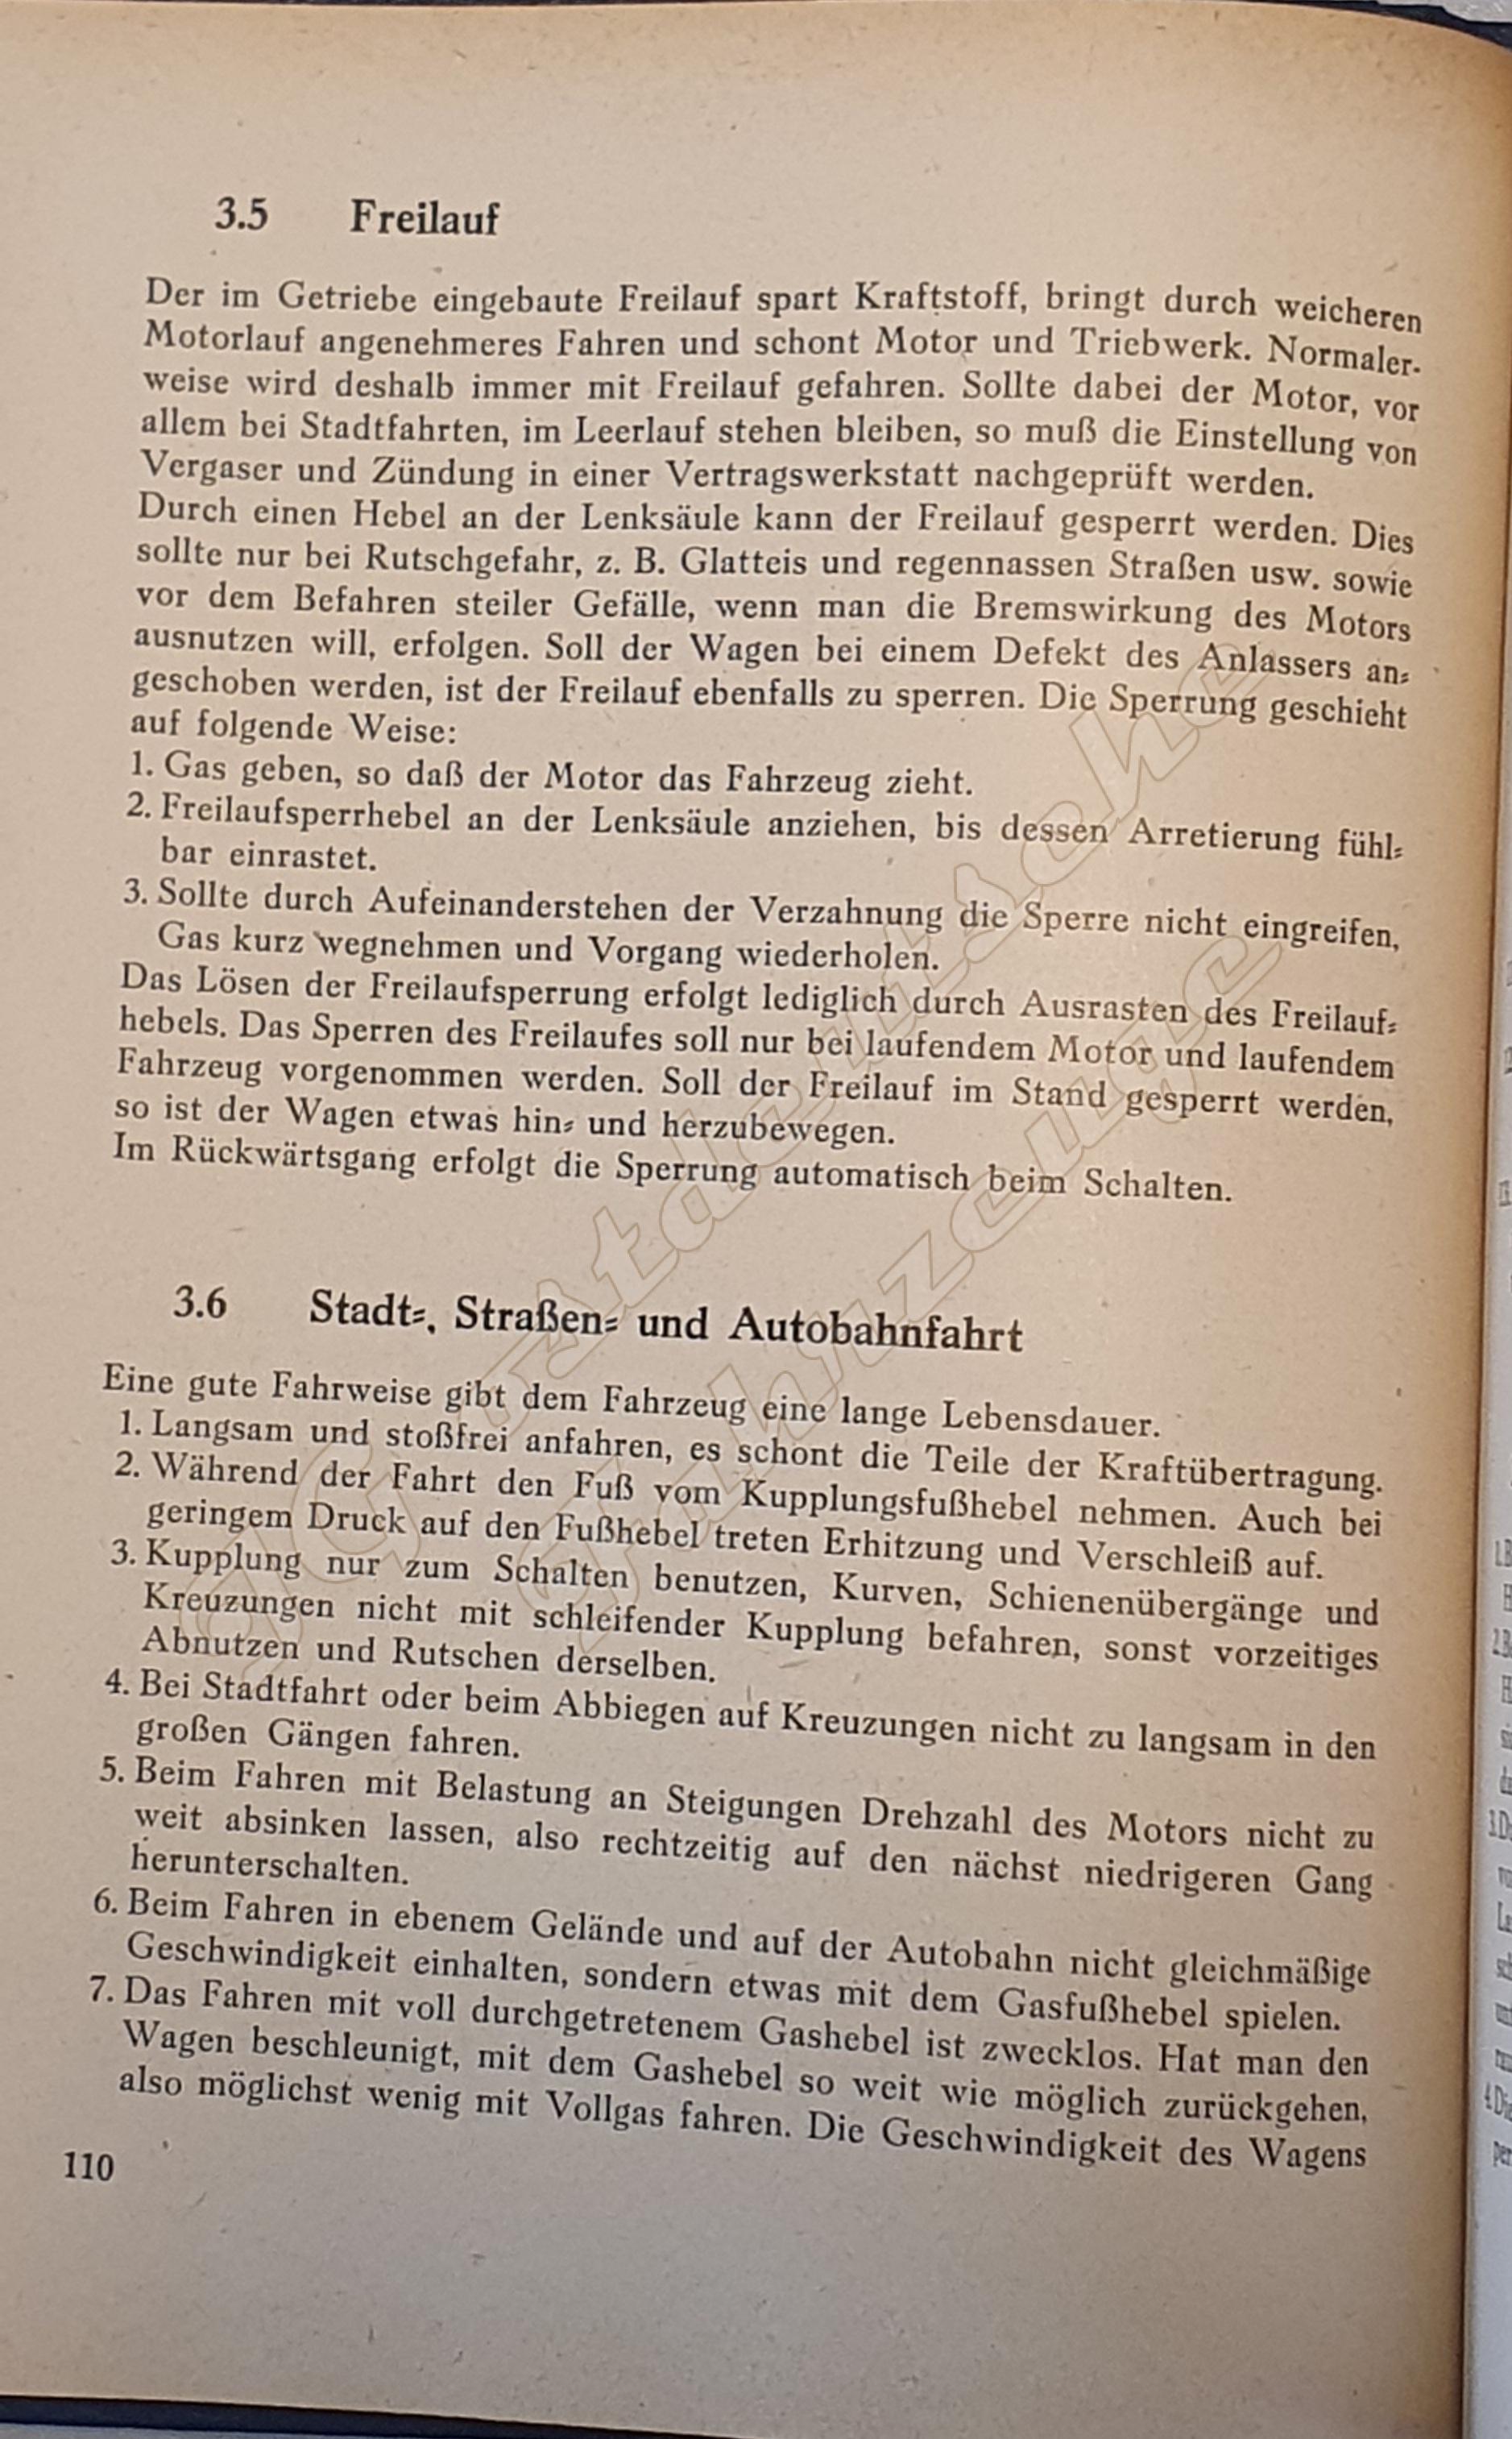 3.5 Freilauf
Der im Getriebe eingebaute Freilauf spart Kraftstoff, bringt durch weicheren
Motorlauf angenehmeres Fahren und schont Motor und Triebwerk. Normaler-
weise wird deshalb immer mit Freilauf gefahren. Sollte dabei der Motor, vor
allem bei Stadtfahrten, im Leerlauf stehen bleiben, so muß die Einstellung von
Vergaser und Zündung in einer Vertragswerkstatt nachgeprüft werden.
Durch einen Hebel an der Lenksäule kann der Freilauf gesperrt werden. Dies
sollte nur bei Rutschgefahr, z. B. Glatteis und regennassen Straßen usw. sowie
vor dem Befahren steiler Gefälle, wenn man die Bremswirkung des Motors
ausnutzen will, erfolgen. Soll der Wagen bei einem Defekt des Anlassers an-
geschoben werden, ist der Freilauf ebenfalls zu sperren. Die Sperrung geschieht
auf folgende Weise:
1. Gas geben, so daß der Motor das Fahrzeug zieht.
2. Freilaufsperrhebel an der Lenksäule anziehen, bis dessen Arretierung fühl-
bar einrastet.
3. Sollte durch Aufeinanderstehen der Verzahnung die Sperre nicht eingreifen,
Gas kurz wegnehmen und Vorgang wiederholen.
Das Lösen der Freilaufsperrung erfolgt lediglich durch Ausrasten des Freilauf-
hebels. Das Sperren des Freilaufes soll nur bei laufendem Motor und laufendem
Fahrzeug vorgenommen werden. Soll der Freilauf im Stand gesperrt werden,
so ist der Wagen etwas hin- und herzubewegen.
Im Rückwärtsgang erfolgt die Sperrung automatisch beim Schalten.
3.6 Stadt-, Straßen- und Autobahnfahrt
Eine gute Fahrweise gibt dem Fahrzeug eine lange Lebensdauer.
1. Langsam und stoßfrei anfahren, es schont die Teile der Kraftübertragung.
2. Während der Fahrt den Fuß vom Kupplungsfußhebel nehmen. Auch bei
geringem Druck auf den Fußhebel treten Erhitzung und Verschleiß auf.
3. Kupplung nur zum Schalten benutzen, Kurven, Schienenübergänge und
Kreuzungen nicht mit schleifender Kupplung befahren, sonst vorzeitiges
Abnutzen und Rutschen derselben.
4. Bei Stadtfahrt oder beim Abbiegen auf Kreuzungen nicht zu langsam in den
großen Gängen fahren.
5. Beim Fahren mit Belastung an Steigungen Drehzahl des Motors nicht zu
weit absinken lassen, also rechtzeitig auf den nächst niedrigeren Gang
herunterschalten.
6. Beim Fahren in ebenem Gelände und auf der Autobahn nicht gleichmäßige
Geschwindigkeit einhalten, sondern etwas mit dem Gasfußhebel spielen.
7. Das Fahren mit voll durchgetretenem Gashebel ist zwecklos. Hat man den
Wagen beschleunigt, mit dem Gashebel so weit wie möglich zurückgehen,
also möglichst wenig mit Vollgas fahren. Die Geschwindigkeit des Wagens
110
IG Ostdeutsche
Fahrzeuge